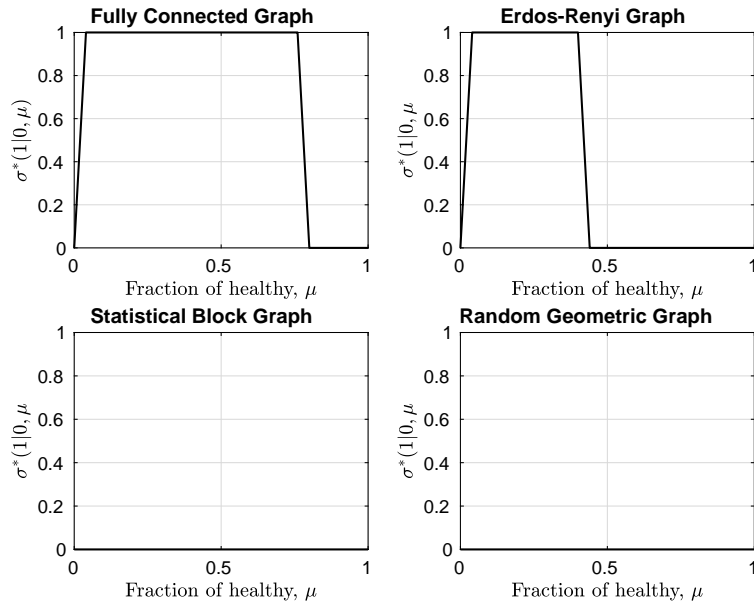 Fully Connected Graph
1
0.8
0.6
0.4
0.2
0
σ*(1|0, μ)
0 0.5 1
Fraction of healthy, μ
Erdos-Renyi Graph
1
0.8
0.6
0.4
0.2
0
σ*(1|0, μ
0 0.5 1
Fraction of healthy, μ
Statistical Block Graph
1
0.8
0.6
0.4
0.2
0
σ*(1|0, μ
0 0.5 1
Fraction of healthy, μ
Random Geometric Graph
1
0.8
0.6
0.4
0.2
0
σ*(1|0, μ
0 0.5 1
Fraction of healthy, μ